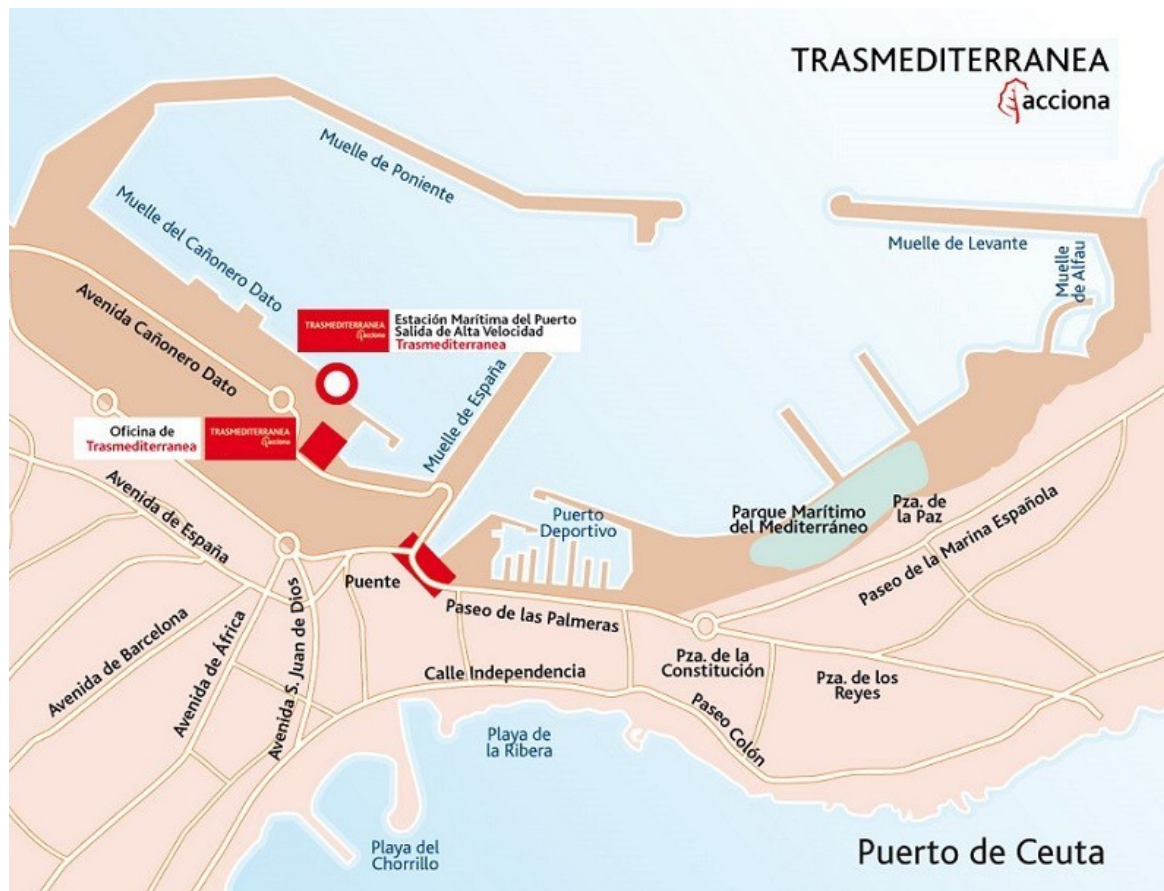 TRASMEDITERRANEA
acciona
Muelle de Poniente
Muelle del Cañonero Dato
Muelle de Levante
Muelle
de Alfau
Avenida Cañonero Dato
TRASMEDITERRANEA
acciona
Estación Marítima del Puerto
Salida de Alta Velocidad
Trasmediterranea
Muelle de España
Oficina de
Trasmediterranea
TRASMEDITERRANEA
acciona
Avenida de España
Puerto
Deportivo
Parque Marítimo
del Mediterráneo
Pza. de
la Paz
Paseo de la Marina Española
Puente
Paseo de las Palmeras
Avenida de Barcelona
Avenida de África
Avenida S. Juan de Dios
Calle Independencia
Pza. de la
Constitución
Pza. de los
Reyes
Paseo Colón
Playa de
la Ribera
Playa del
Chorrillo
Puerto de Ceuta